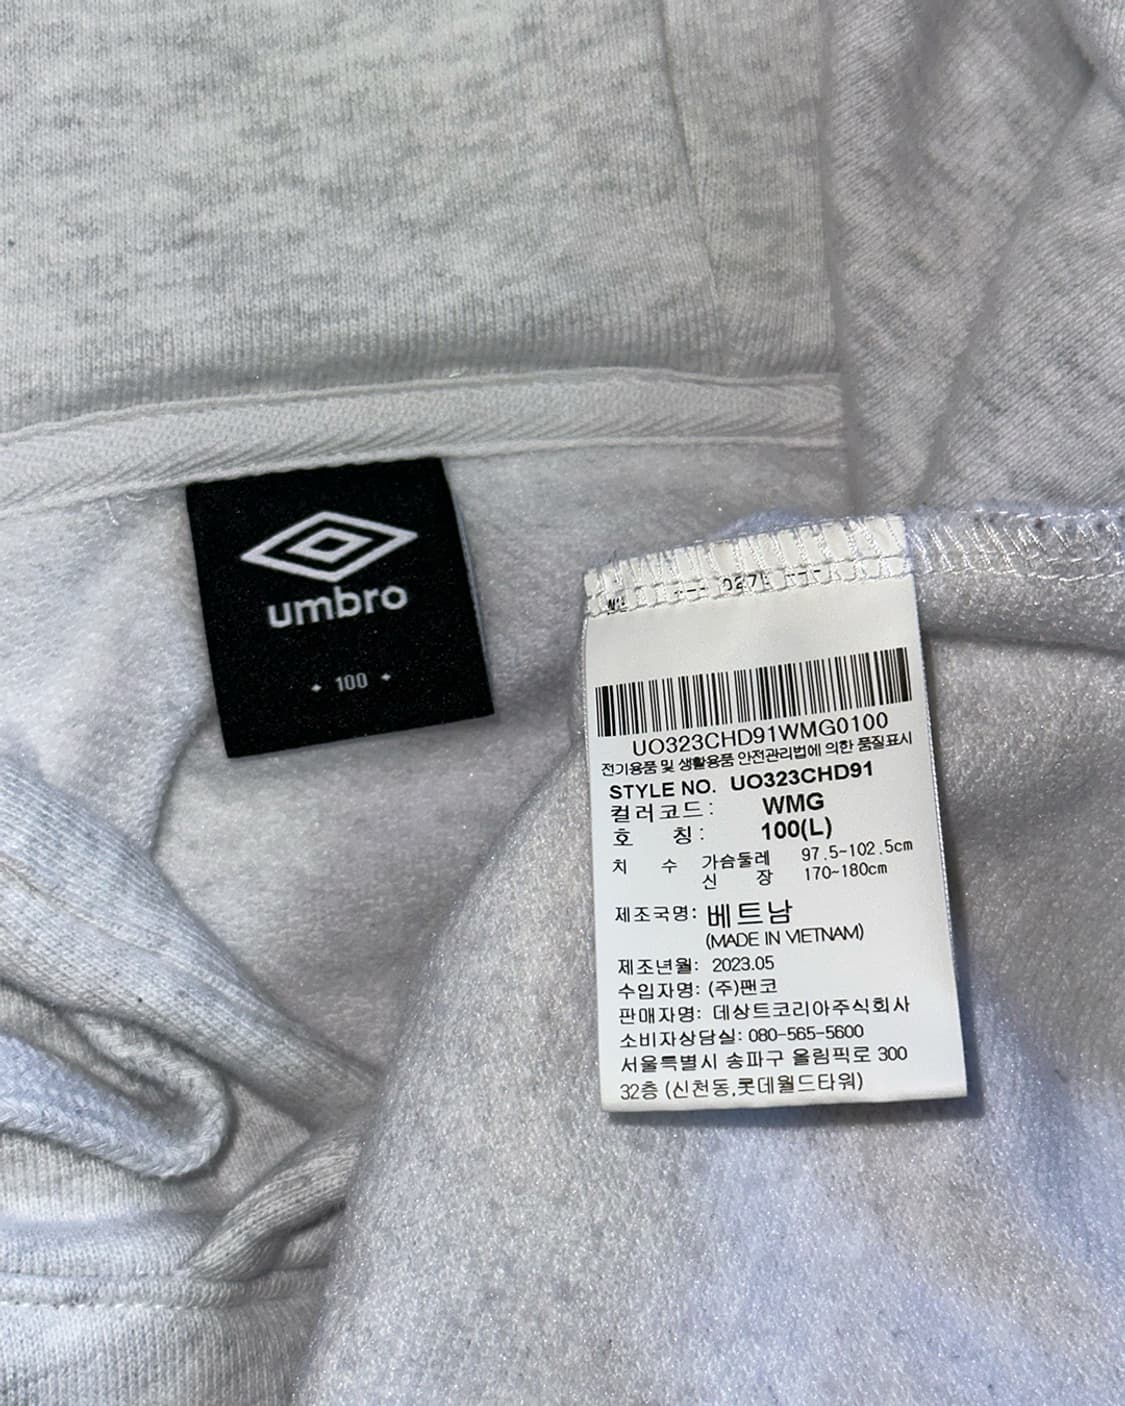 umbro
100
UO323CHD91WMG0100
전기용품 및 생활용품 안전관리법에 의한 품질표시
STYLE NO. UO323CHD91
컬러코드: WMG
호 칭: 100(L)
치 수 가슴둘레 97.5-102.5cm
신 장 170~180cm
제조국명: 베트남
(MADE IN VIETNAM)
제조년월: 2023.05
수입자명: (주)팬코
판매자명: 데상트코리아주식회사
소비자상담실: 080-565-5600
서울특별시 송파구 올림픽로 300
32층 (신천동,롯데월드타워)